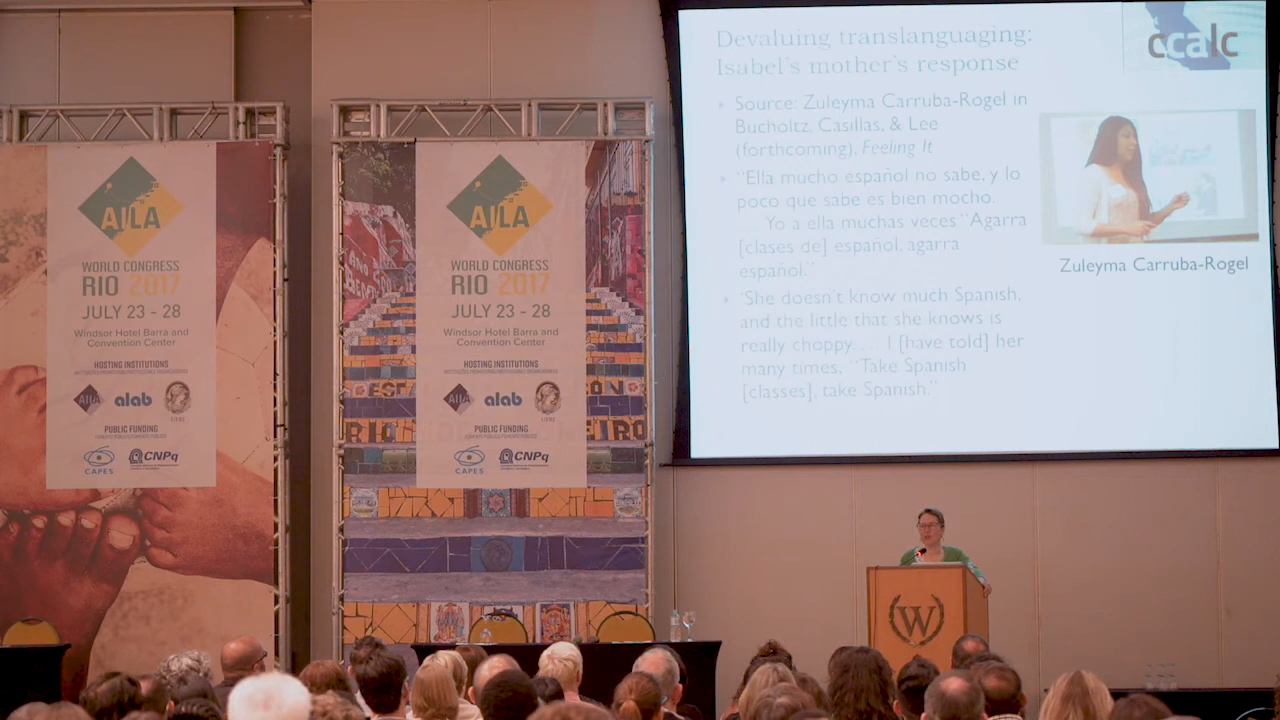 AILA
WORLD CONGRESS
RIO 2017
JULY 23 - 28
Windsor Hotel Barra and
Convention Center
HOSTING INSTITUTIONS
AILA
alab
PUBLIC FUNDING
CAPES
CNPq
AILA
WORLD CONGRESS
RIO 2017
JULY 23 - 28
Windsor Hotel Barra and
Convention Center
HOSTING INSTITUTIONS
AILA
alab
PUBLIC FUNDING
CAPES
CNPq
Devaluing translanguaging:
Isabel's mother's response
ccalc
Source: Zuleyma Carruba-Rogel in
Bucholtz, Casillas, & Lee
(forthcoming), Feeling It
"Ella mucho español no sabe, y lo
poco que sabe es bien mocho.
.... Yo a ella muchas veces "Agarra
[clases de] español, agarra
español."
'She doesn't know much Spanish,
and the little that she knows is
really choppy. . . . I [have told] her
many times, "Take Spanish
[classes], take Spanish."
Zuleyma Carruba-Rogel
W